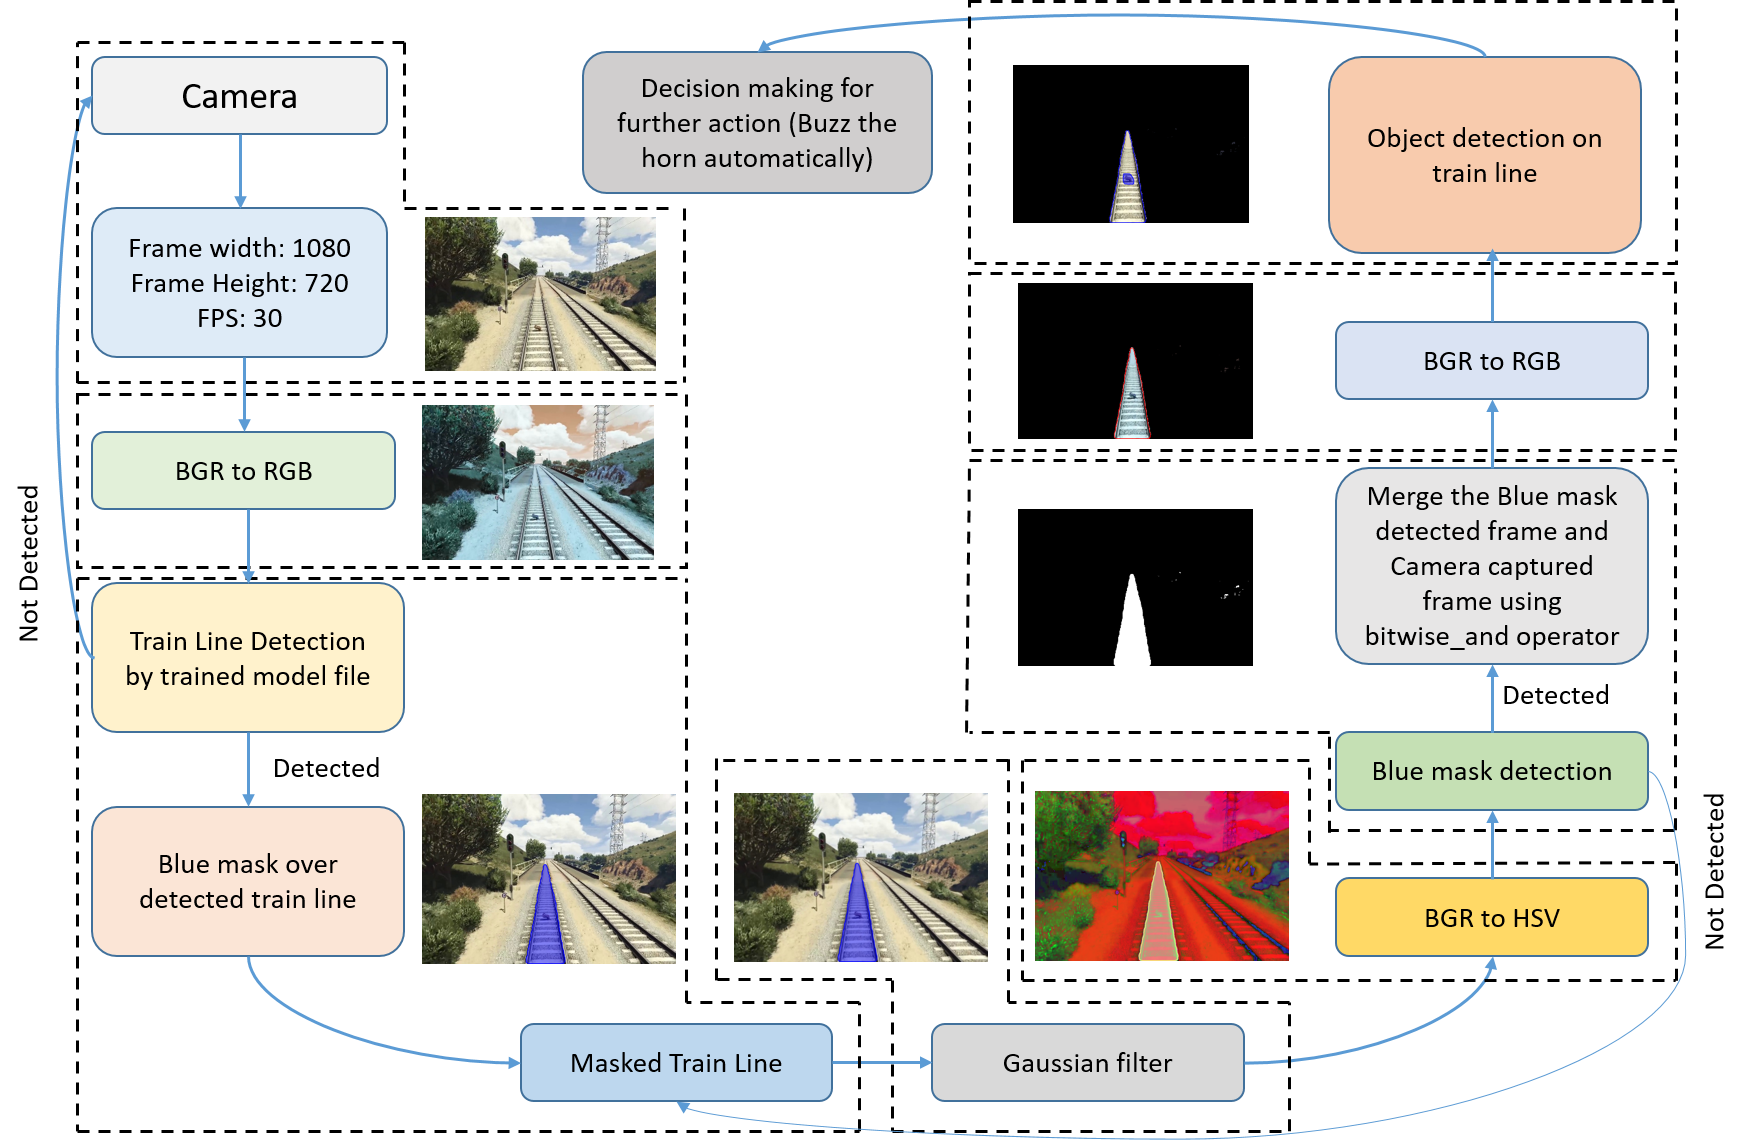 Camera
Frame width: 1080
Frame Height: 720
FPS: 30
BGR to RGB
Not Detected
Train Line Detection
by trained model file
Detected
Blue mask over
detected train line
Masked Train Line
Gaussian filter
BGR to HSV
Not Detected
Blue mask detection
Detected
Merge the Blue mask
detected frame and
Camera captured
frame using
bitwise_and operator
BGR to RGB
Object detection on
train line
Decision making for
further action (Buzz the
horn automatically)